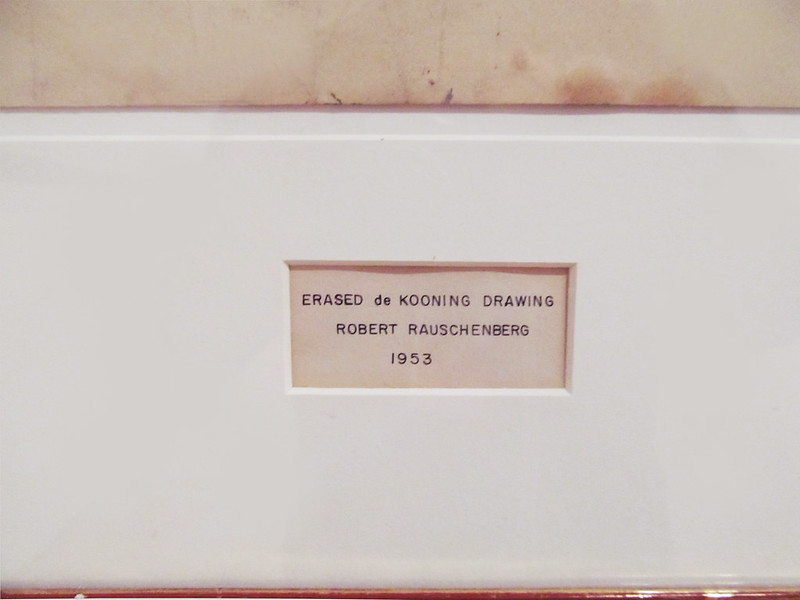 ERASED de KOONING DRAWING
ROBERT RAUSCHENBERG
1953